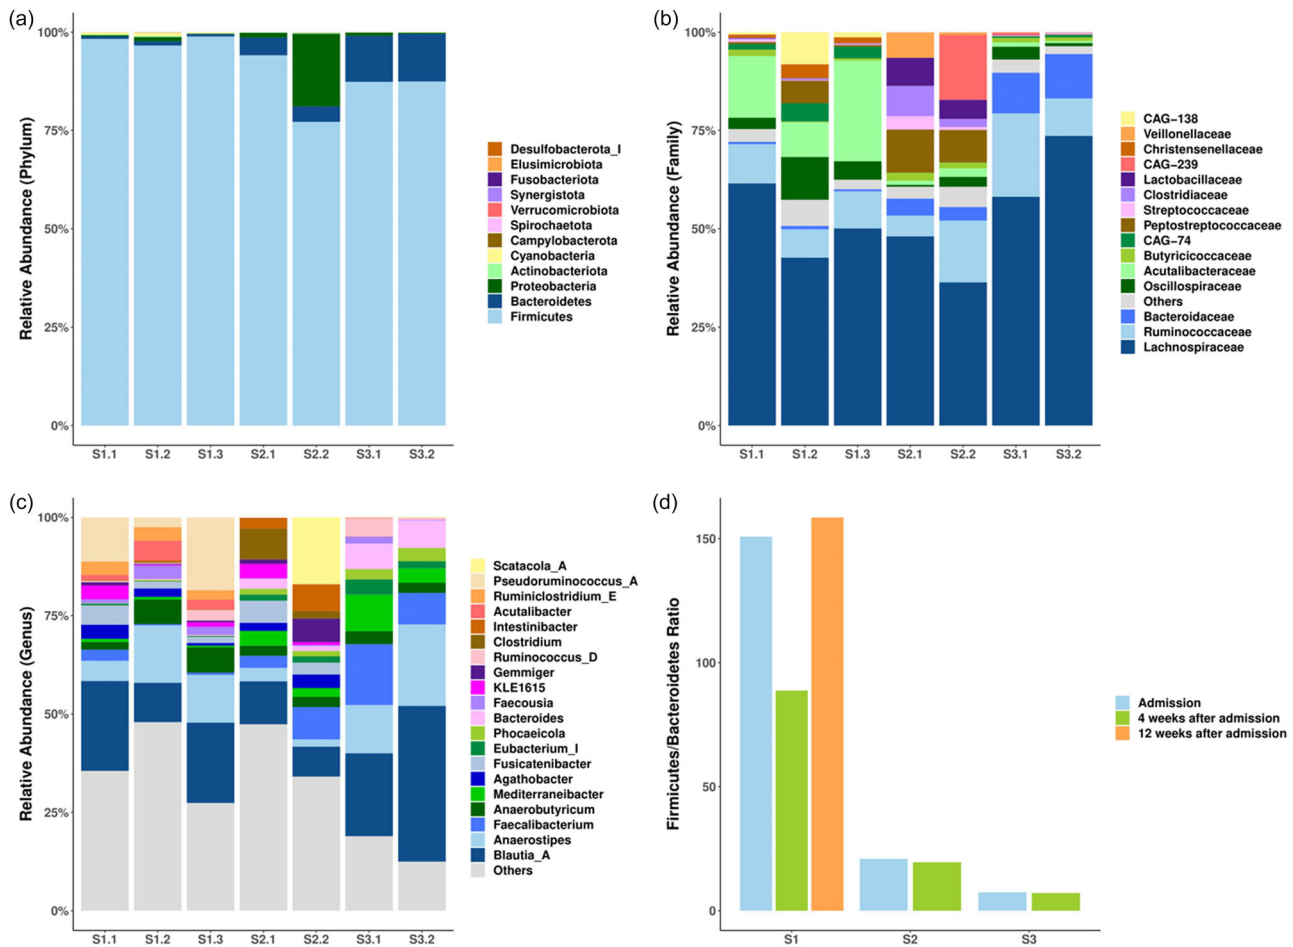 (a)
Relative Abundance (Phylum)
100%
75%
50%
25%
0%
S1.1 S1.2 S1.3 S2.1 S2.2 S3.1 S3.2
Desulfobacterota_I
Elusimicrobiota
Fusobacteriota
Synergistota
Verrucomicrobiota
Spirochaetota
Campylobacterota
Cyanobacteria
Actinobacteriota
Proteobacteria
Bacteroidetes
Firmicutes
(b)
Relative Abundance (Family)
100%
75%
50%
25%
0%
S1.1 S1.2 S1.3 S2.1 S2.2 S3.1 S3.2
CAG-138
Veillonellaceae
Christensenellaceae
CAG-239
Lactobacillaceae
Clostridiaceae
Streptococcaceae
Peptostreptococcaceae
CAG-74
Butyricicoccaceae
Acutalibacteraceae
Oscillospiraceae
Others
Bacteroidaceae
Ruminococcaceae
Lachnospiraceae
(c)
Relative Abundance (Genus)
100%
75%
50%
25%
0%
S1.1 S1.2 S1.3 S2.1 S2.2 S3.1 S3.2
Scatacola_A
Pseudoruminococcus_A
Ruminiclostridium_E
Acutalibacter
Intestinibacter
Clostridium
Ruminococcus_D
Gemmiger
KLE1615
Faecousia
Bacteroides
Phocaeicola
Eubacterium_I
Fusicatenibacter
Agathobacter
Mediterraneibacter
Anaerobutyricum
Faecalibacterium
Anaerostipes
Blautia_A
Others
(d)
Firmicutes/Bacteroidetes Ratio
150
100
50
0
S1 S2 S3
Admission
4 weeks after admission
12 weeks after admission